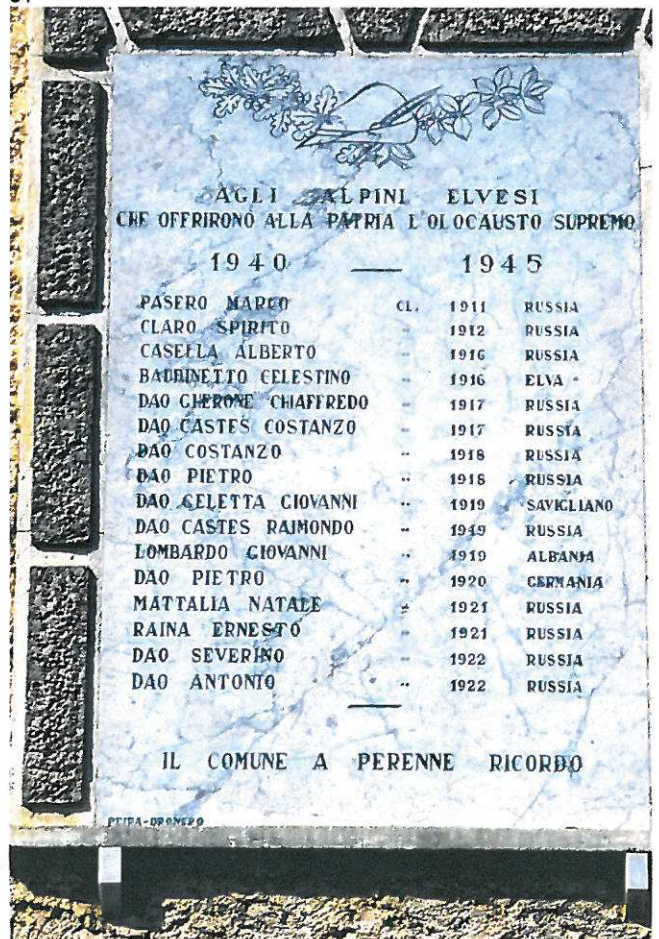 AGLI ALPINI ELVESI
CHE OFFRIRONO ALLA PATRIA L'OLOCAUSTO SUPREMO
1940 — 1945
PASERO MARCO CL. 1911 RUSSIA
CLARO SPIRITO " 1912 RUSSIA
CASELLA ALBERTO " 1916 RUSSIA
BAUDINETTO CELESTINO " 1916 ELVA
DAO GHERONE CHIAFFREDO " 1917 RUSSIA
DAO CASTES COSTANZO " 1917 RUSSIA
DAO COSTANZO " 1918 RUSSIA
DAO PIETRO " 1918 RUSSIA
DAO CELETTA GIOVANNI " 1919 SAVIGLIANO
DAO CASTES RAIMONDO " 1919 RUSSIA
LOMBARDO GIOVANNI " 1919 ALBANIA
DAO PIETRO " 1920 GERMANIA
MATTALIA NATALE " 1921 RUSSIA
RAINA ERNESTO " 1921 RUSSIA
DAO SEVERINO " 1922 RUSSIA
DAO ANTONIO " 1922 RUSSIA
IL COMUNE A PERENNE RICORDO
PEIRA-DRONERO